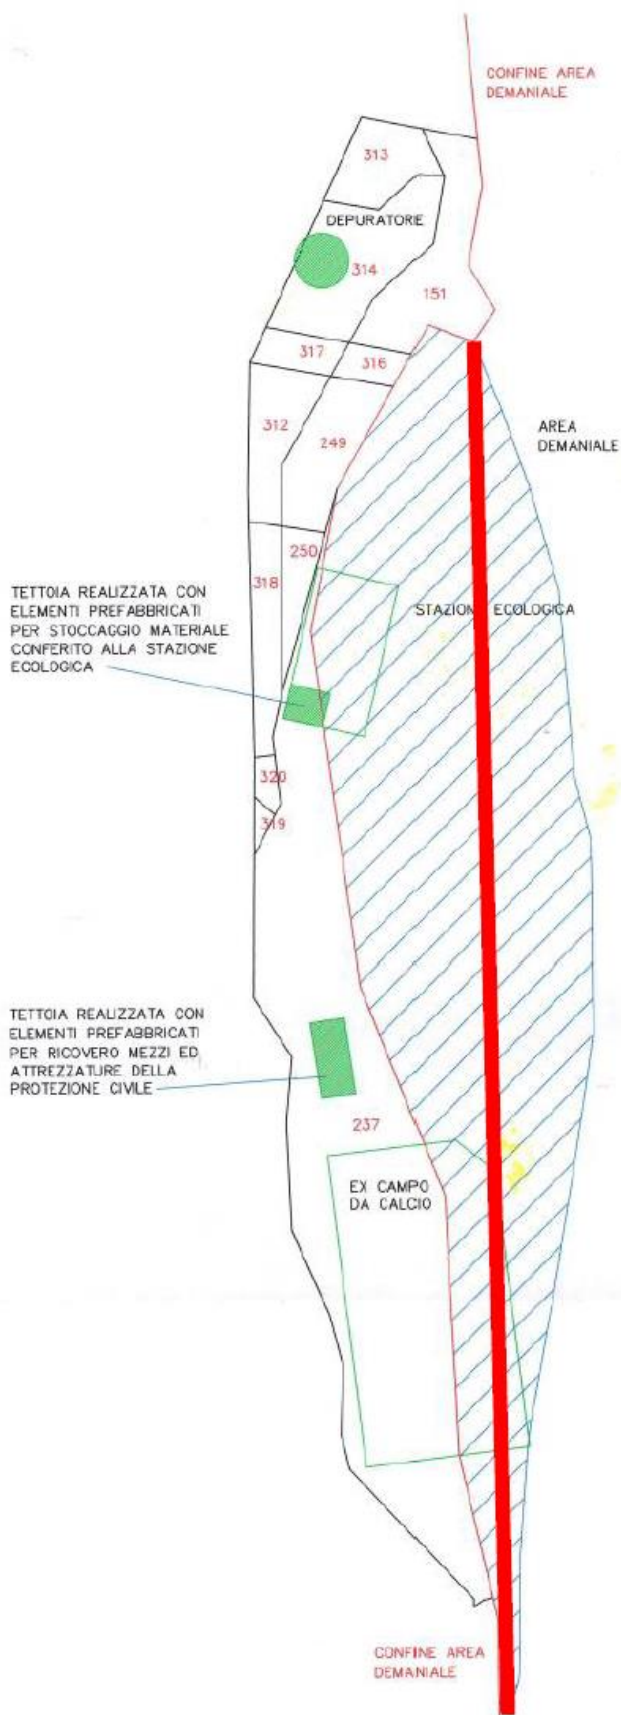 CONFINE AREA
DEMANIALE
313
DEPURATORE
314
151
317
316
312
249
AREA
DEMANIALE
250
318
TETTOIA REALIZZATA CON
ELEMENTI PREFABBRICATI
PER STOCCAGGIO MATERIALE
CONFERITO ALLA STAZIONE
ECOLOGICA
STAZIONE ECOLOGICA
320
319
TETTOIA REALIZZATA CON
ELEMENTI PREFABBRICATI
PER RICOVERO MEZZI ED
ATTREZZATURE DELLA
PROTEZIONE CIVILE
237
EX CAMPO
DA CALCIO
CONFINE AREA
DEMANIALE